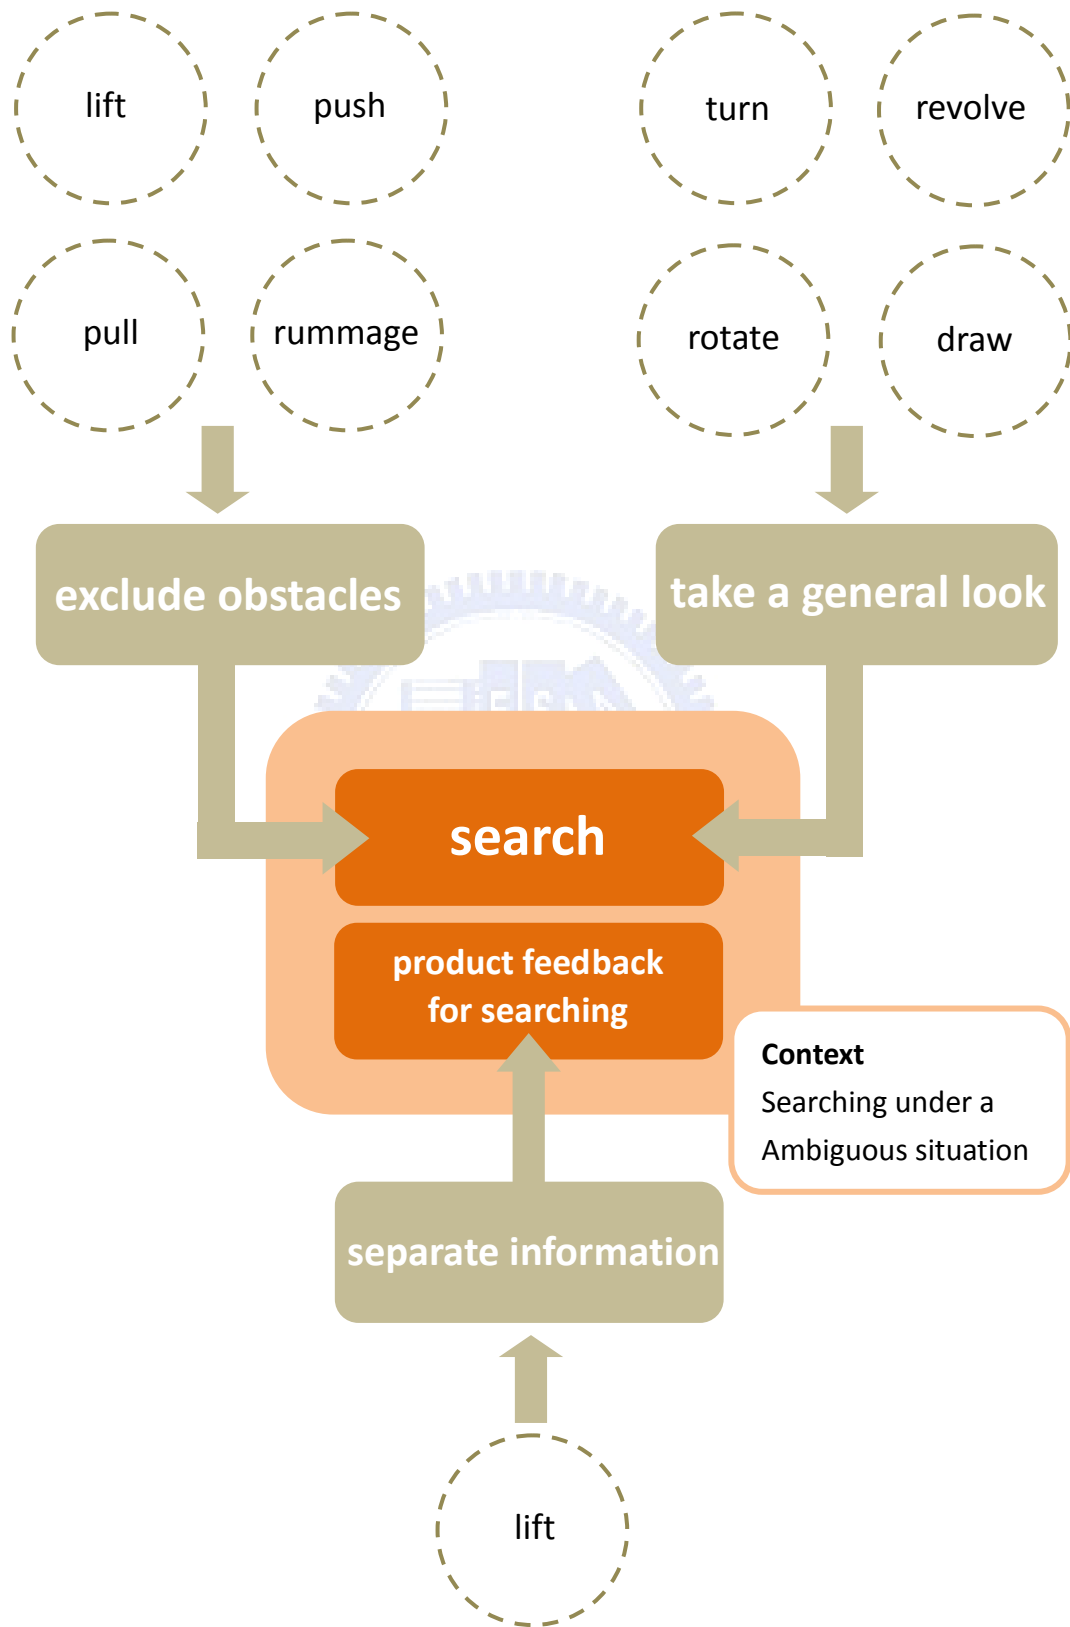 lift
push
turn
revolve
pull
rummage
rotate
draw
exclude obstacles
take a general look
search
product feedback
for searching
Context
Searching under a
Ambiguous situation
separate information
lift